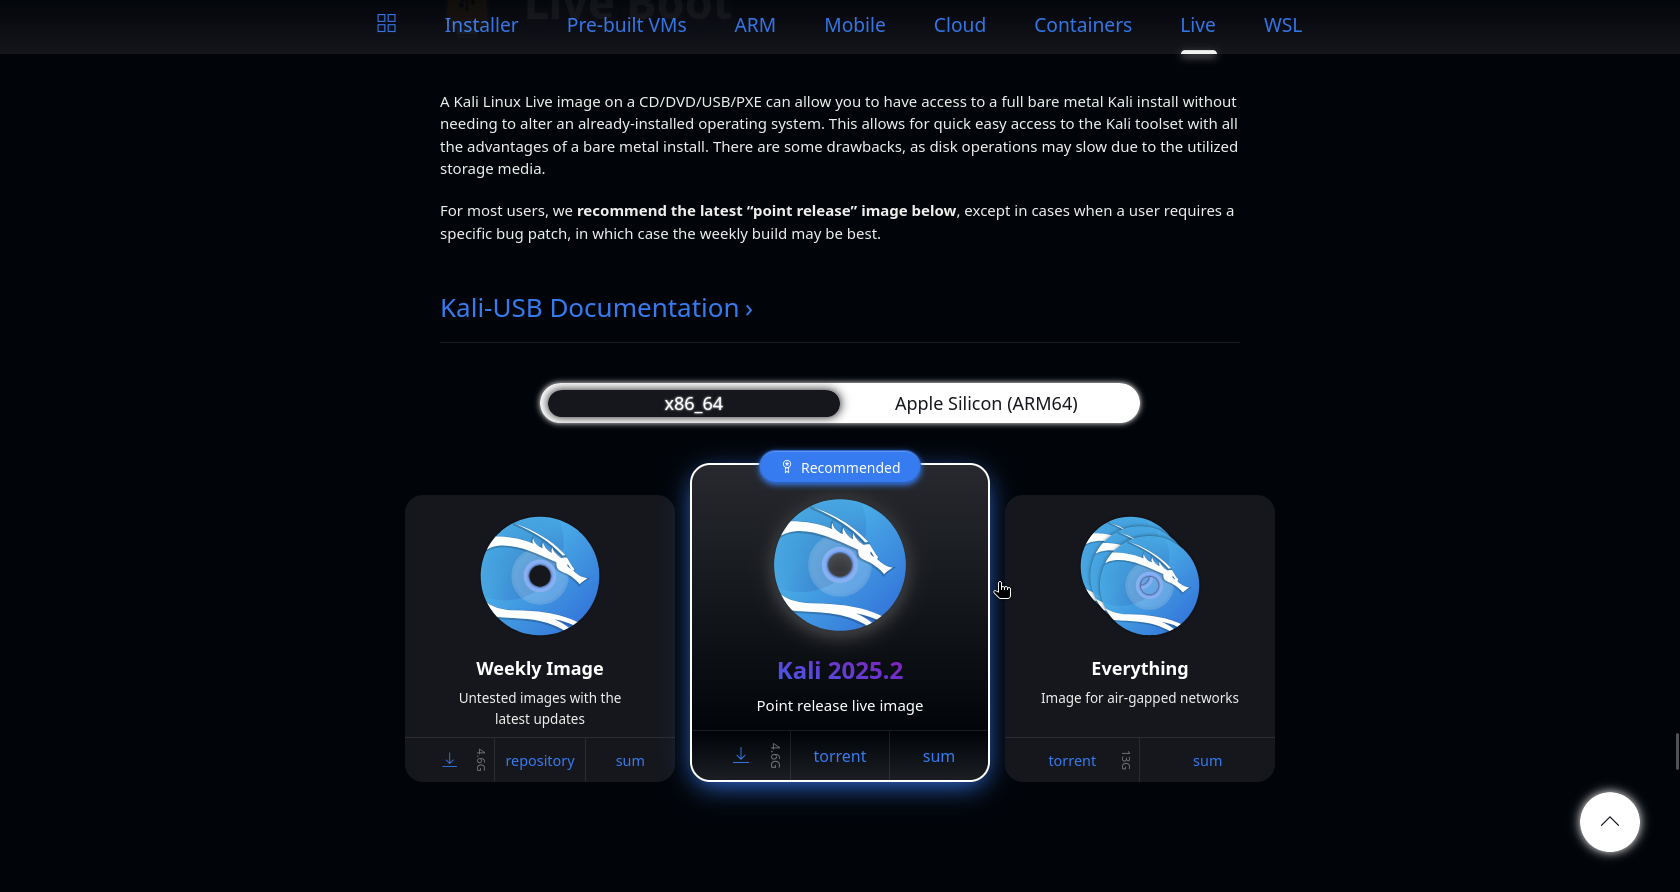 Live Boot
Installer Pre-built VMs ARM Mobile Cloud Containers Live WSL
A Kali Linux Live image on a CD/DVD/USB/PXE can allow you to have access to a full bare metal Kali install without
needing to alter an already-installed operating system. This allows for quick easy access to the Kali toolset with all
the advantages of a bare metal install. There are some drawbacks, as disk operations may slow due to the utilized
storage media.
For most users, we recommend the latest “point release” image below, except in cases when a user requires a
specific bug patch, in which case the weekly build may be best.
Kali-USB Documentation ›
x86_64 Apple Silicon (ARM64)
Recommended
Weekly Image
Untested images with the
latest updates
4.6G repository sum
Kali 2025.2
Point release live image
4.6G torrent sum
Everything
Image for air-gapped networks
torrent 13G sum